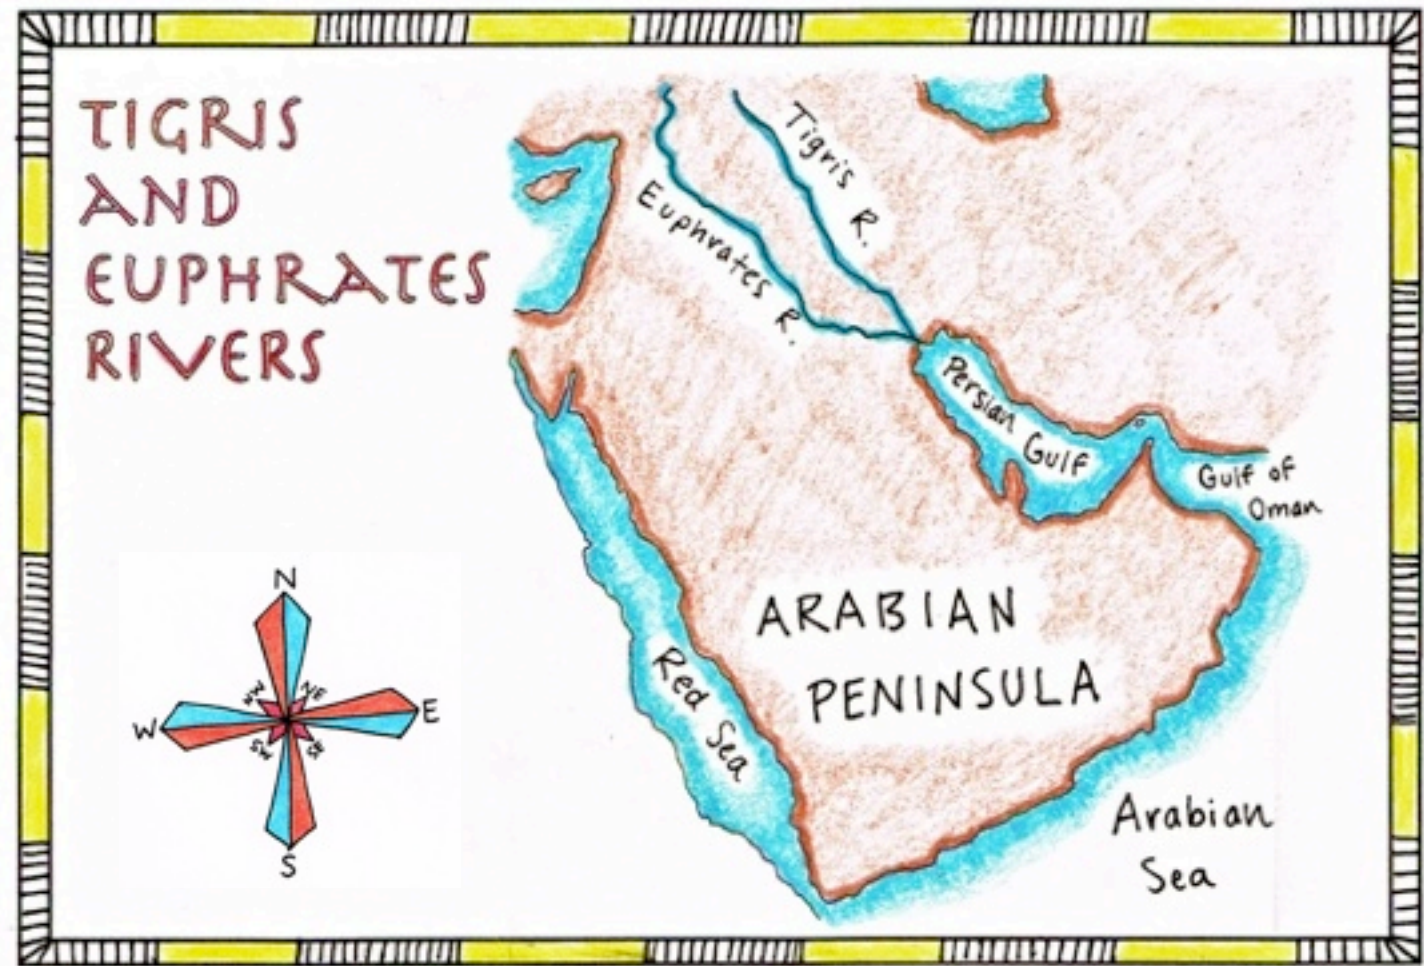 TIGRIS
AND
EUPHRATES
RIVERS
Tigris R.
Euphrates R.
Persian Gulf
Gulf of
Oman
ARABIAN
PENINSULA
Red Sea
Arabian
Sea
N
NE
W
E
SW
SE
S